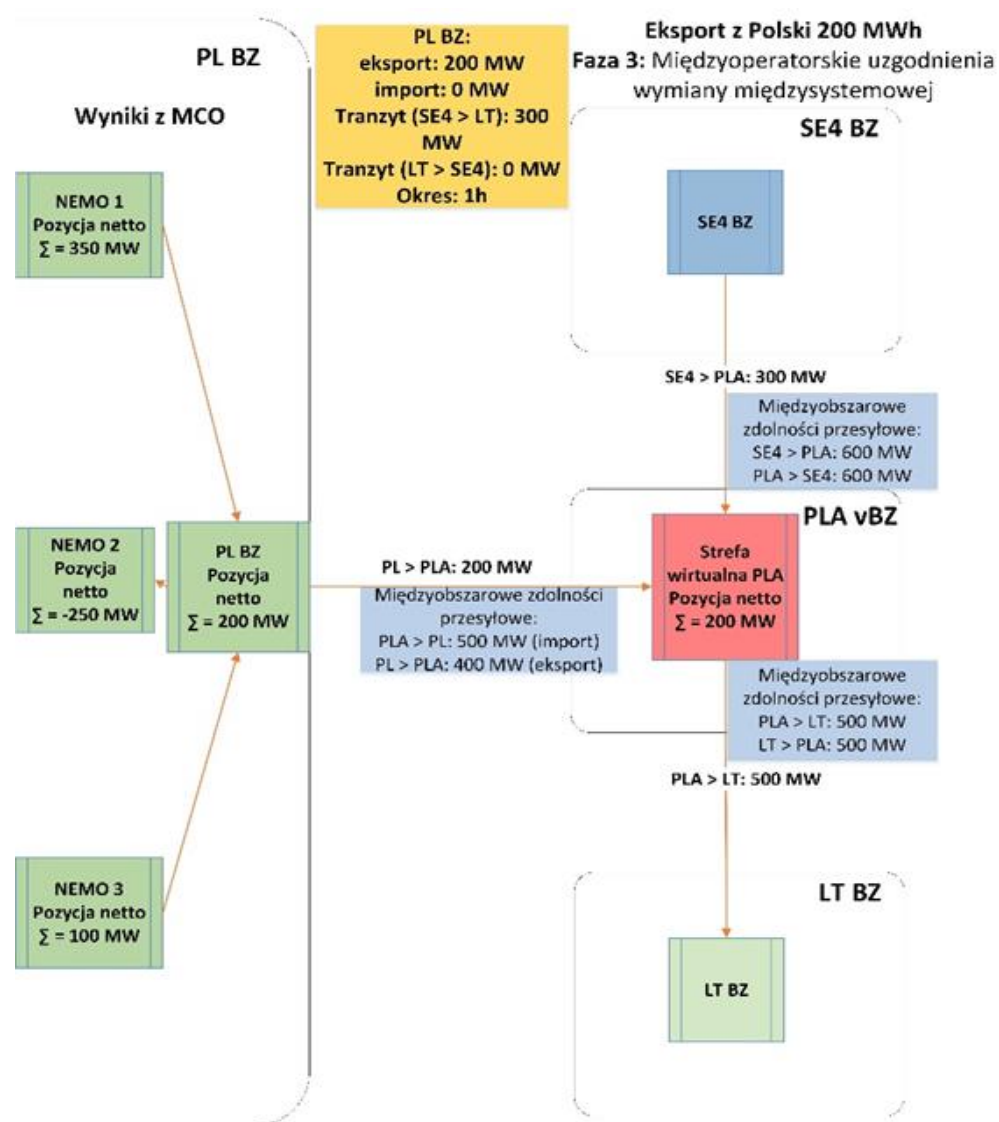 PL BZ
Wyniki z MCO
PL BZ:
eksport: 200 MW
import: 0 MW
Tranzyt (SE4 > LT): 300
MW
Tranzyt (LT > SE4): 0 MW
Okres: 1h
Eksport z Polski 200 MWh
Faza 3: Międzyoperatorskie uzgodnienia
wymiany międzysystemowej
SE4 BZ
NEMO 1
Pozycja netto
∑ = 350 MW
SE4 BZ
SE4 > PLA: 300 MW
Międzyobszarowe
zdolności przesyłowe:
SE4 > PLA: 600 MW
PLA > SE4: 600 MW
PLA vBZ
NEMO 2
Pozycja
netto
∑ = -250 MW
PL BZ
Pozycja
netto
∑ = 200 MW
PL > PLA: 200 MW
Międzyobszarowe zdolności
przesyłowe:
PLA > PL: 500 MW (import)
PL > PLA: 400 MW (eksport)
Strefa
wirtualna PLA
Pozycja netto
∑ = 200 MW
Międzyobszarowe
zdolności przesyłowe:
PLA > LT: 500 MW
LT > PLA: 500 MW
PLA > LT: 500 MW
NEMO 3
Pozycja netto
∑ = 100 MW
LT BZ
LT BZ